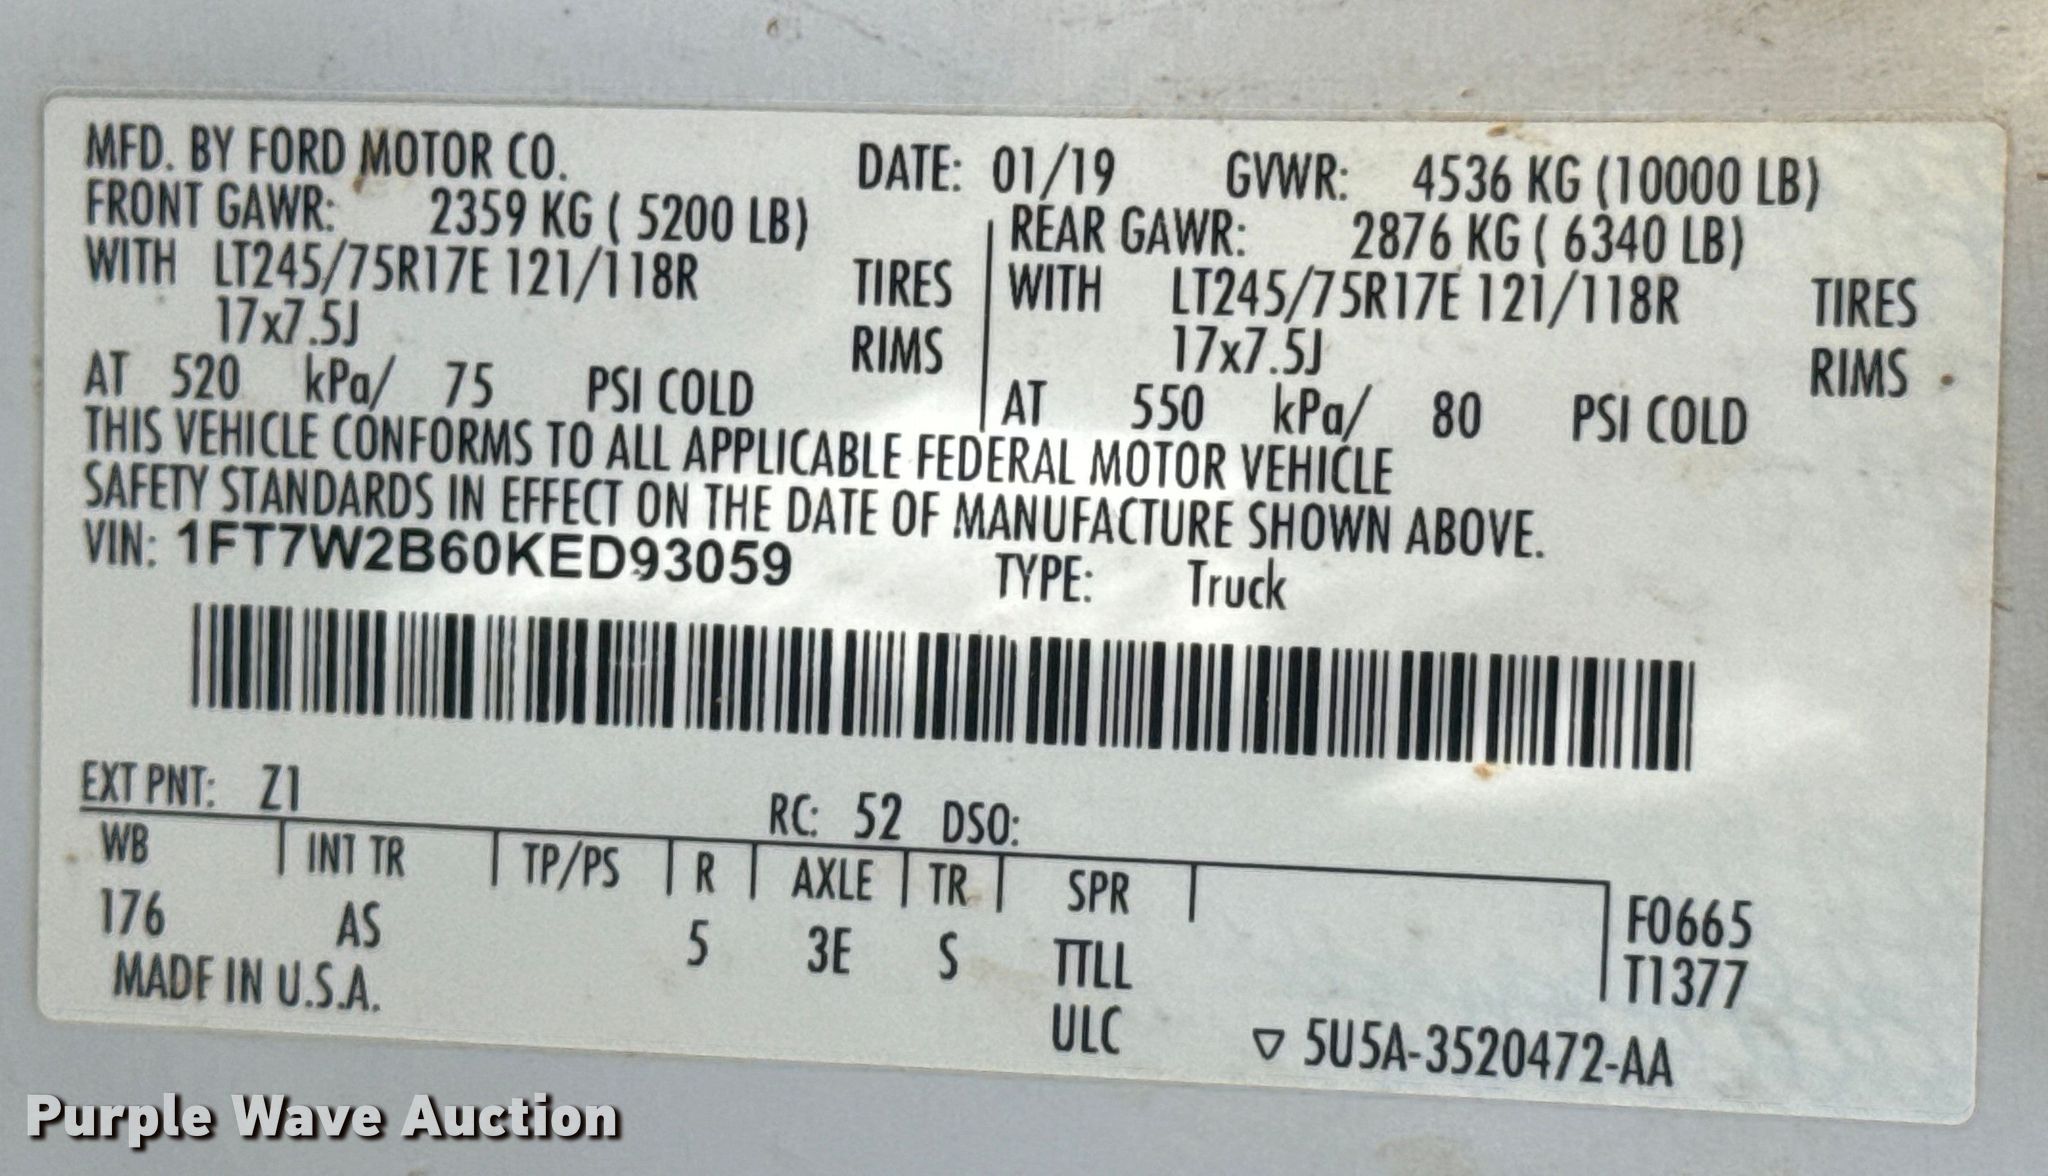 MFD. BY FORD MOTOR CO. DATE: 01/19 GVWR: 4536 KG (10000 LB)
FRONT GAWR: 2359 KG ( 5200 LB) REAR GAWR: 2876 KG ( 6340 LB)
WITH LT245/75R17E 121/118R TIRES WITH LT245/75R17E 121/118R TIRES
17x7.5J RIMS 17x7.5J RIMS
AT 520 kPa/ 75 PSI COLD AT 550 kPa/ 80 PSI COLD
THIS VEHICLE CONFORMS TO ALL APPLICABLE FEDERAL MOTOR VEHICLE
SAFETY STANDARDS IN EFFECT ON THE DATE OF MANUFACTURE SHOWN ABOVE.
VIN: 1FT7W2B60KED93059 TYPE: Truck
EXT PNT: Z1 RC: 52 DSO:
WB INT TR TP/PS R AXLE TR SPR
176 AS 5 3E S TTLL F0665
MADE IN U.S.A. ULC T1377
▽ 5U5A-3520472-AA
Purple Wave Auction